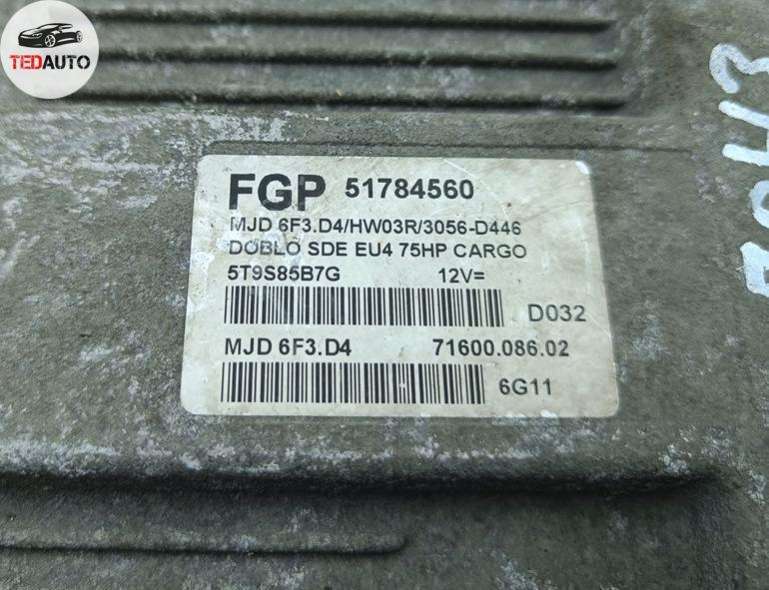 TEDAUTO
FGP 51784560
MJD 6F3.D4/HW03R/3056-D446
DOBLO SDE EU4 75HP CARGO
5T9S85B7G 12V=
D032
MJD 6F3.D4 71600.086.02
6G11